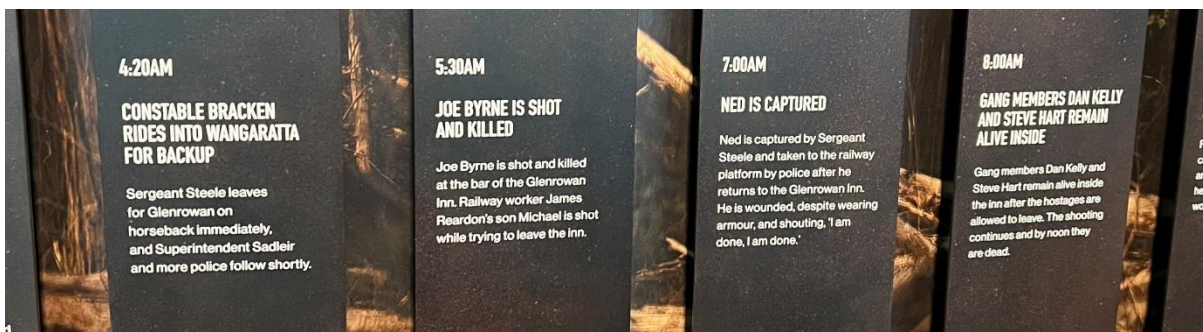 4:20AM
CONSTABLE BRACKEN
RIDES INTO WANGARATTA
FOR BACKUP
Sergeant Steele leaves
for Glenrowan on
horseback immediately,
and Superintendent Sadleir
and more police follow shortly.
5:30AM
JOE BYRNE IS SHOT
AND KILLED
Joe Byrne is shot and killed
at the bar of the Glenrowan
Inn. Railway worker James
Reardon's son Michael is shot
while trying to leave the inn.
7:00AM
NED IS CAPTURED
Ned is captured by Sergeant
Steele and taken to the railway
platform by police after he
returns to the Glenrowan Inn.
He is wounded, despite wearing
armour, and shouting, 'I am
done, I am done.'
8:00AM
GANG MEMBERS DAN KELLY
AND STEVE HART REMAIN
ALIVE INSIDE
Gang members Dan Kelly and
Steve Hart remain alive inside
the inn after the hostages are
allowed to leave. The shooting
continues and by noon they
are dead.